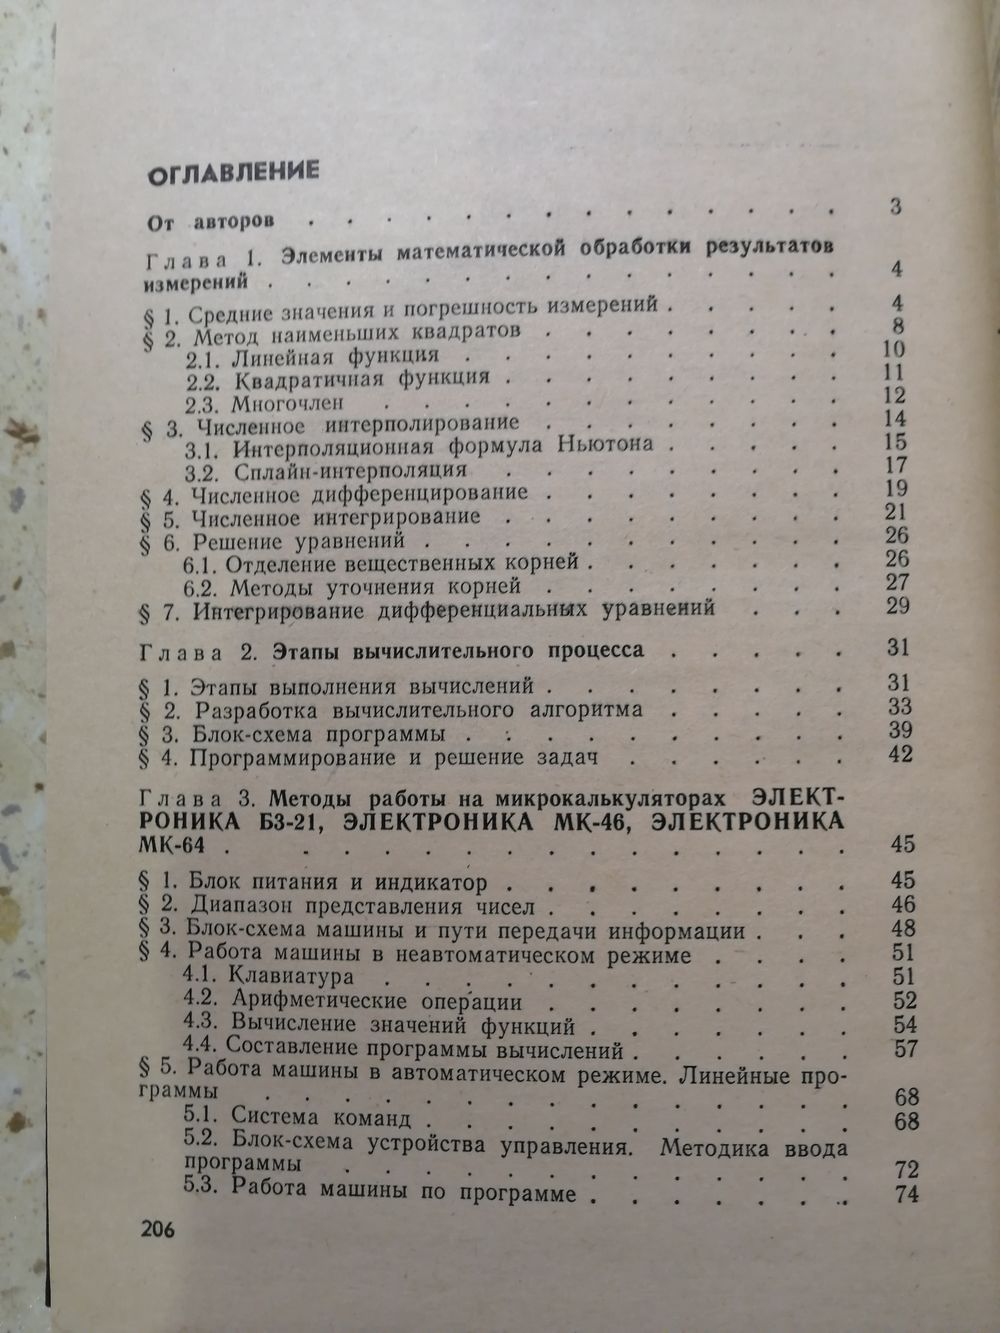 ОГЛАВЛЕНИЕ
От авторов . . . . . . . . . . . . . . 3
Глава 1. Элементы математической обработки результатов
измерений . . . . . . . . . . . . . . . 4
§ 1. Средние значения и погрешность измерений . . . . . 4
§ 2. Метод наименьших квадратов . . . . . . . . 8
2.1. Линейная функция . . . . . . . . . . 10
2.2. Квадратичная функция . . . . . . . . . 11
2.3. Многочлен . . . . . . . . . . . . 12
§ 3. Численное интерполирование . . . . . . . . 14
3.1. Интерполяционная формула Ньютона . . . . . 15
3.2. Сплайн-интерполяция . . . . . . . . . 17
§ 4. Численное дифференцирование . . . . . . . . 19
§ 5. Численное интегрирование . . . . . . . . . 21
§ 6. Решение уравнений . . . . . . . . . . . 26
6.1. Отделение вещественных корней . . . . . . . 26
6.2. Методы уточнения корней . . . . . . . . 27
§ 7. Интегрирование дифференциальных уравнений . . . 29
Глава 2. Этапы вычислительного процесса . . . . . 31
§ 1. Этапы выполнения вычислений . . . . . . . . 31
§ 2. Разработка вычислительного алгоритма . . . . . 33
§ 3. Блок-схема программы . . . . . . . . . . 39
§ 4. Программирование и решение задач . . . . . . 42
Глава 3. Методы работы на микрокалькуляторах ЭЛЕКТ-
РОНИКА Б3-21, ЭЛЕКТРОНИКА МК-46, ЭЛЕКТРОНИКА
МК-64 . . . . . . . . . . . . . . . . 45
§ 1. Блок питания и индикатор . . . . . . . . . 45
§ 2. Диапазон представления чисел . . . . . . . . 46
§ 3. Блок-схема машины и пути передачи информации . . . 48
§ 4. Работа машины в неавтоматическом режиме . . . . 51
4.1. Клавиатура . . . . . . . . . . . . 51
4.2. Арифметические операции . . . . . . . . 52
4.3. Вычисление значений функций . . . . . . . 54
4.4. Составление программы вычислений . . . . . . 57
§ 5. Работа машины в автоматическом режиме. Линейные про-
граммы . . . . . . . . . . . . . . . 68
5.1. Система команд . . . . . . . . . . . 68
5.2. Блок-схема устройства управления. Методика ввода
программы . . . . . . . . . . . . . 72
5.3. Работа машины по программе . . . . . . . 74
206